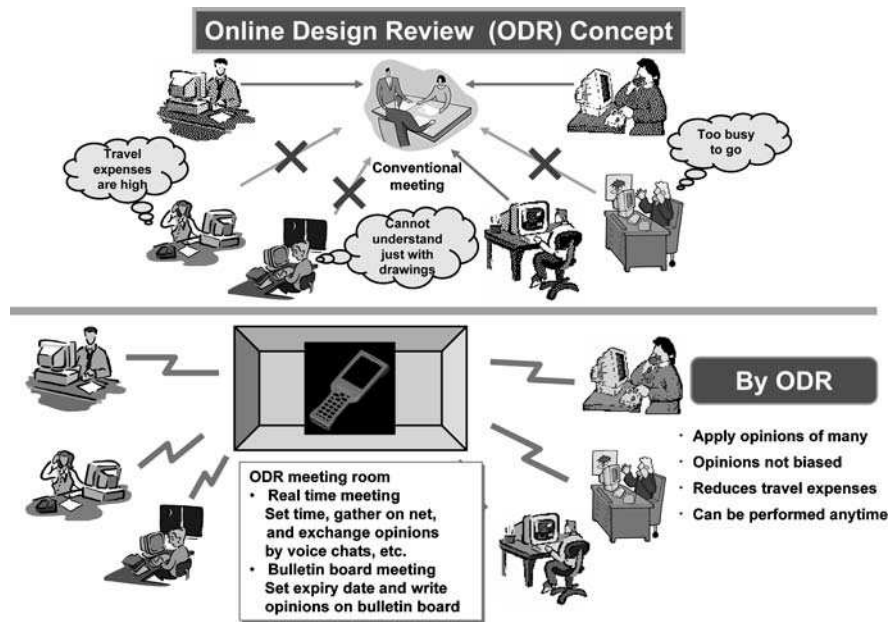 Online Design Review (ODR) Concept
Travel
expenses
are high
Conventional
meeting
Cannot
understand
just with
drawings
Too busy
to go
ODR meeting room
• Real time meeting
Set time, gather on net,
and exchange opinions
by voice chats, etc.
• Bulletin board meeting
Set expiry date and write
opinions on bulletin board
By ODR
· Apply opinions of many
· Opinions not biased
· Reduces travel expenses
· Can be performed anytime